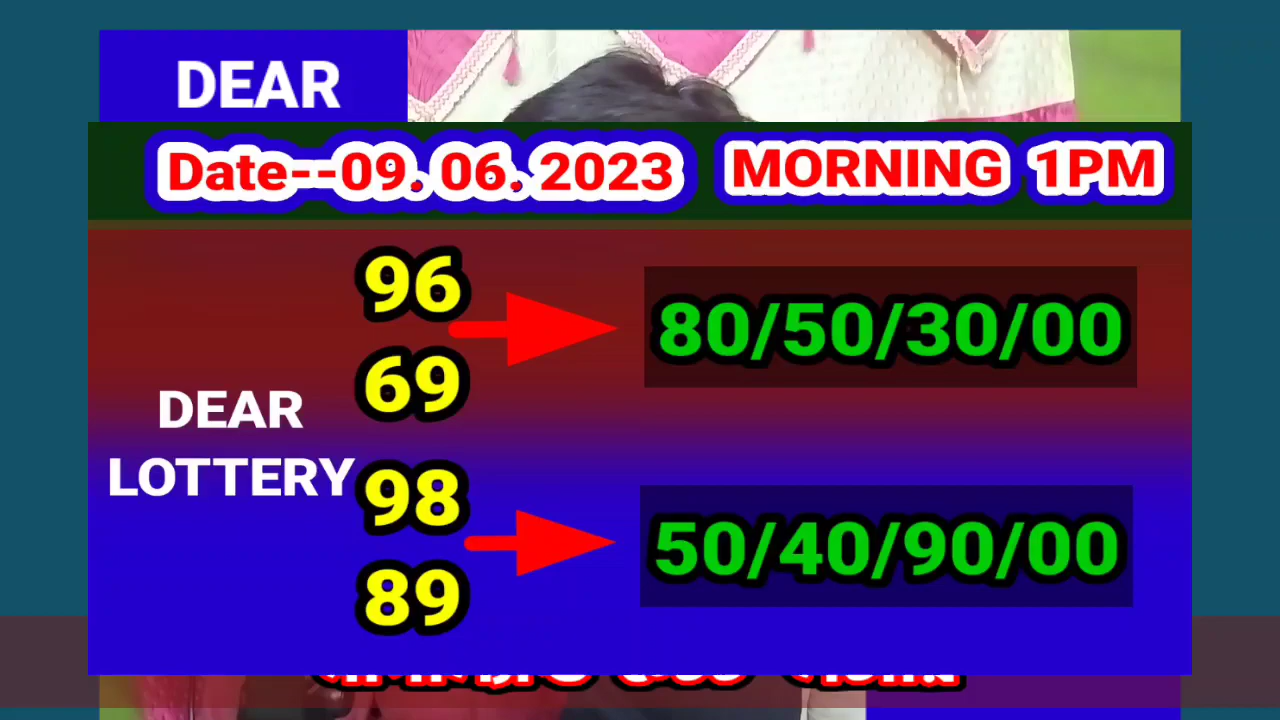 DEAR
Date--09. 06. 2023 MORNING 1PM
96
80/50/30/00
69
DEAR
LOTTERY
98
50/40/90/00
89